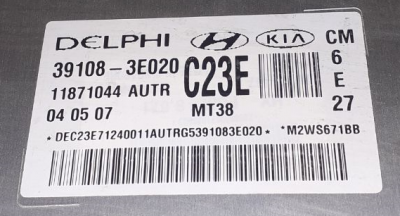 DELPHI KIA CM
39108-3E020 C23E 6
11871044 AUTR E
04 05 07 MT38 27
*DEC23E71240011AUTRG5391083E020* *M2WS671BB